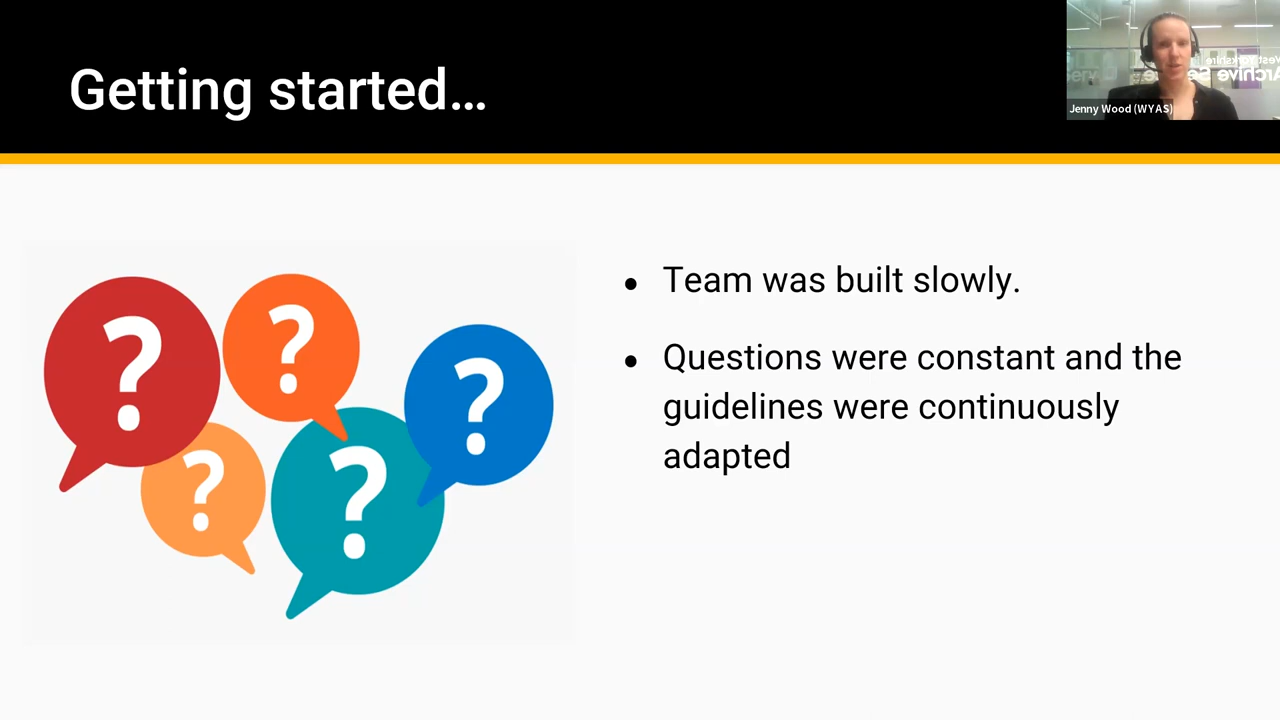 Getting started…
Jenny Wood (WYAS)
?
?
?
?
?
● Team was built slowly.
● Questions were constant and the
guidelines were continuously
adapted